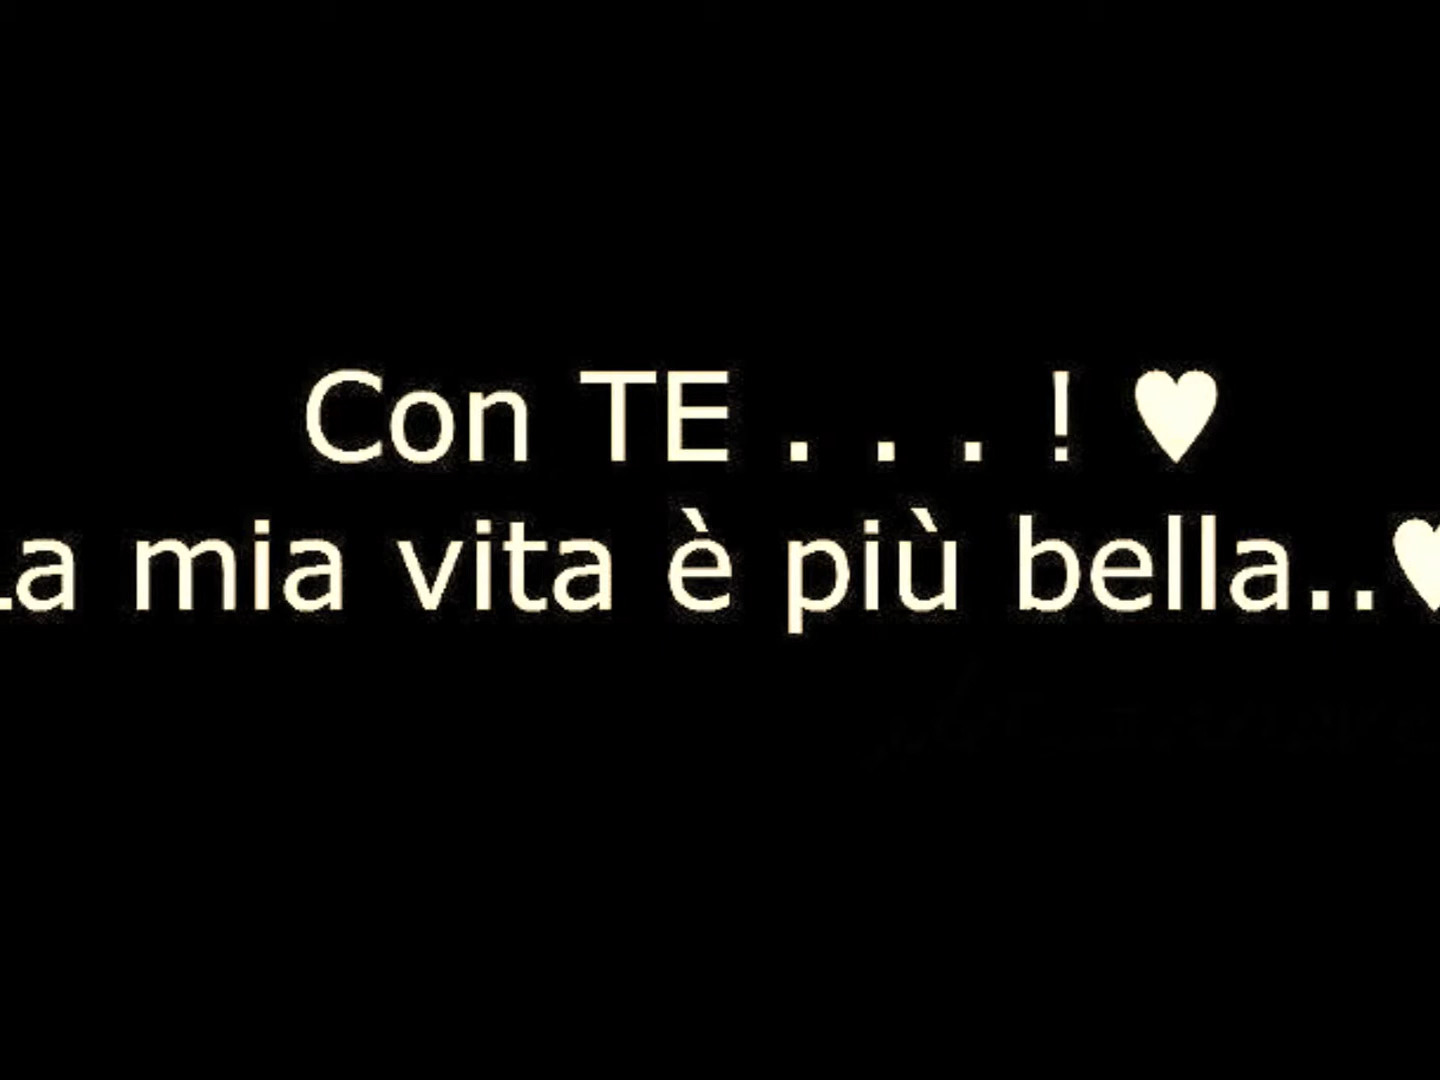 Con TE . . . ! ♥
La mia vita è più bella..♥